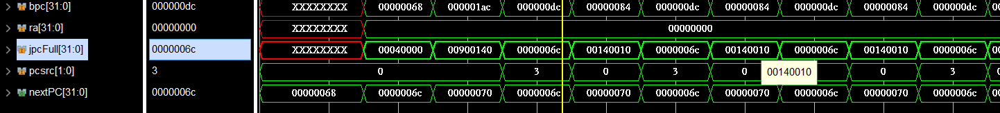 bpc[31:0] 000000dc XXXXXXXX 00000068 000001ac 000000dc 00000084 000000dc 00000084 000000dc 00000084 000000dc
ra[31:0] 00000000 XXXXXXXX 00000000
jpcFull[31:0] 0000006c XXXXXXXX 00040000 00900140 0000006c 00140010 0000006c 00140010 0000006c 00140010 0000006c
pcsrc[1:0] 3 0 3 0 3 0 00140010 0 3
nextPC[31:0] 0000006c 00000068 0000006c 00000070 0000006c 00000070 0000006c 00000070 0000006c 00000070 0000006c